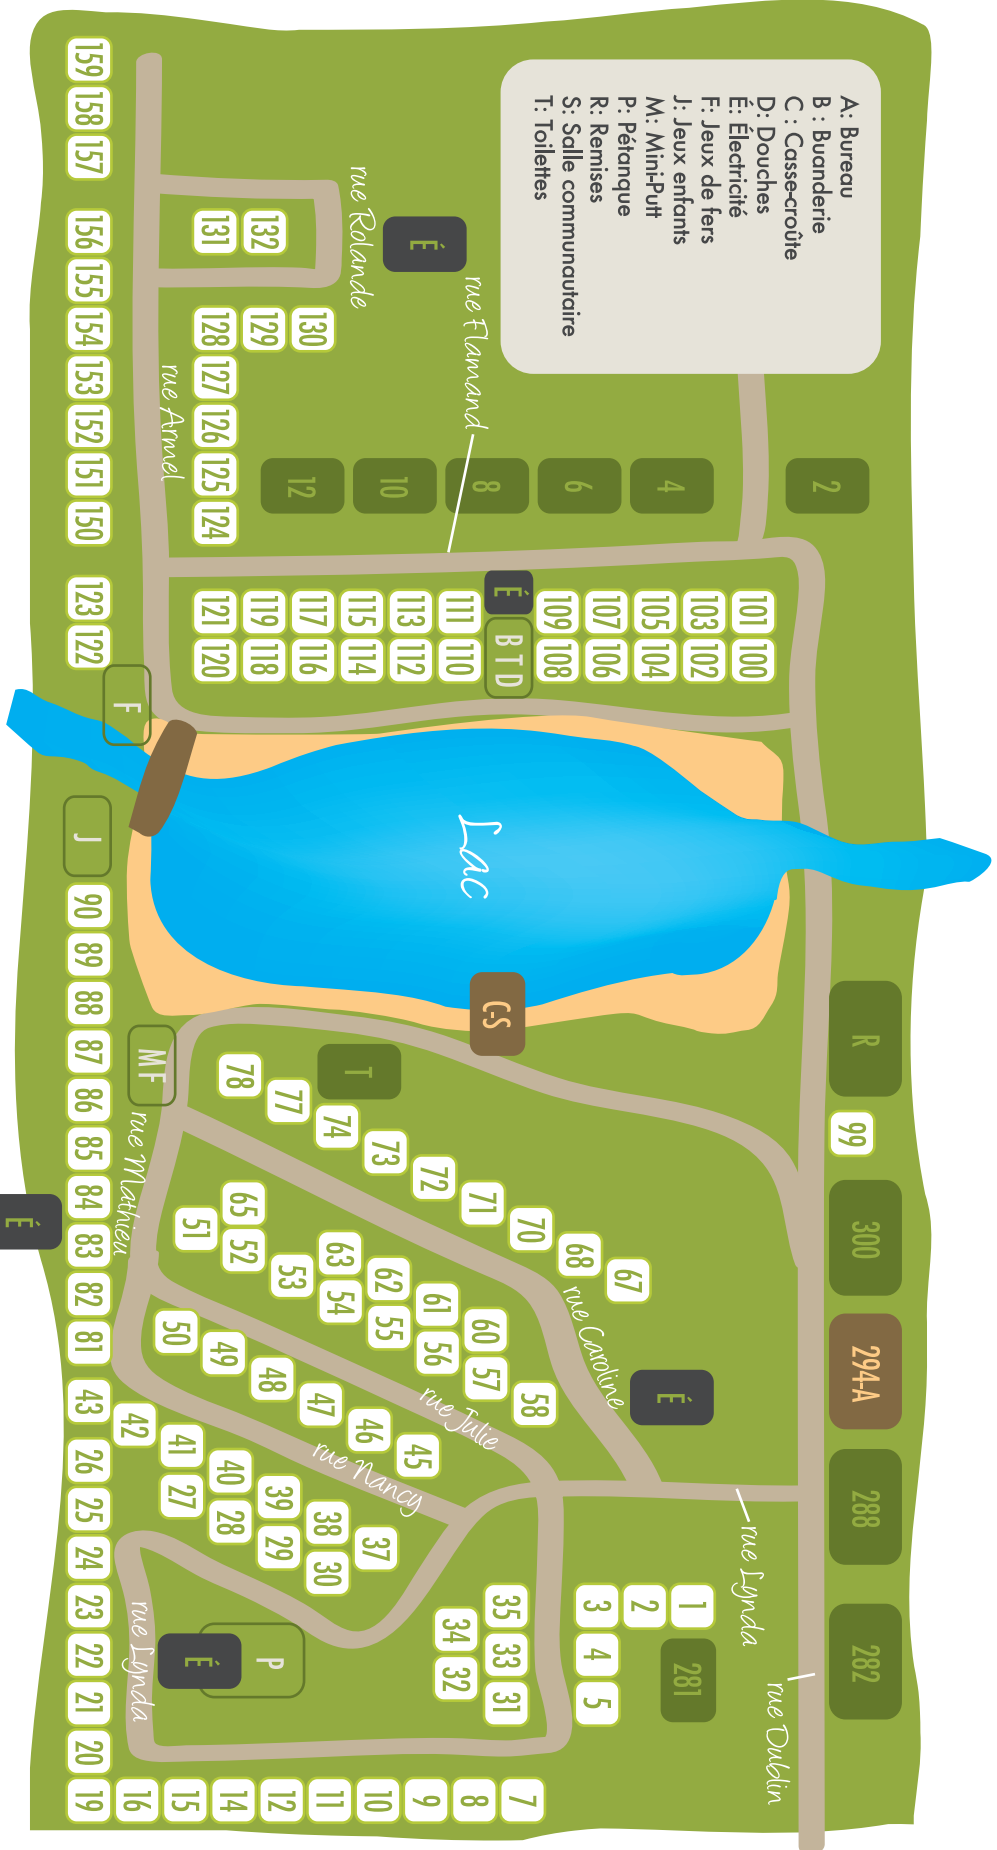 A: Bureau
B : Buanderie
C : Casse-croûte
D: Douches
É: Électricité
F: Jeux de fers
J: Jeux enfants
M: Mini-Putt
P: Pétanque
R: Remises
S: Salle communautaire
T: Toilettes
2
4
6
8
10
12
rue Flamand
É
rue Rolande
132
131
130
129
128 127 126 125 124
rue Armel
159 158 157 156 155 154 153 152 151 150 123 122
101 100
103 102
105 104
107 106
109 108
É B T D
111 110
113 112
115 114
117 116
119 118
121 120
F
J
Lac
C-S
R 99 300 294-A 288 282
rue Dublin
rue Lynda
T
M F
rue Mathieu
78 77 74 73 72 71 70 68 67
rue Caroline
É
65 63 62 61 60
51 52 53 54 55 56 57 58
rue Julie
50 49 48 47 46 45
rue Nancy
43 42 41 40 39 38 37
27 28 29 30
90 89 88 87 86 85 84 83 82 81
É
26 25 24 23 22 21 20 19
rue Lynda
É
P
1 281
2
3 4 5
35 33 31
34 32
7
8
9
10
11
12
14
15
16